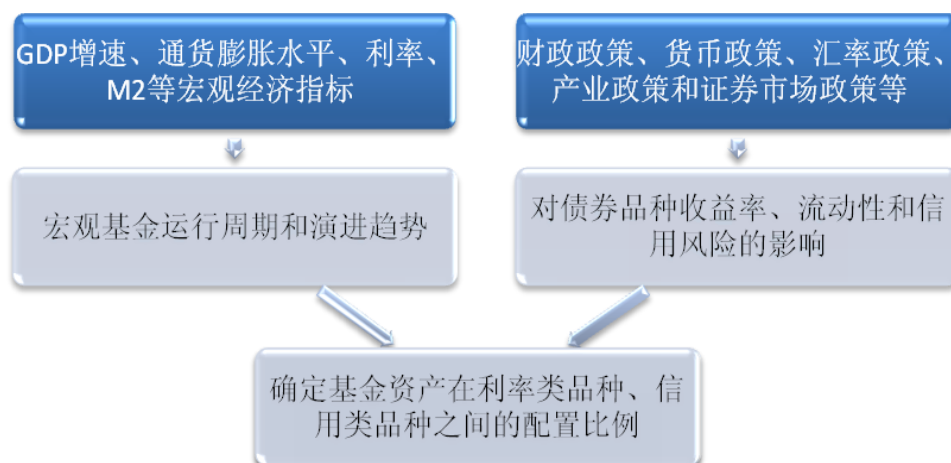 GDP增速、通货膨胀水平、利率、
M2等宏观经济指标
财政政策、货币政策、汇率政策、
产业政策和证券市场政策等
宏观基金运行周期和演进趋势
对债券品种收益率、流动性和信
用风险的影响
确定基金资产在利率类品种、信
用类品种之间的配置比例